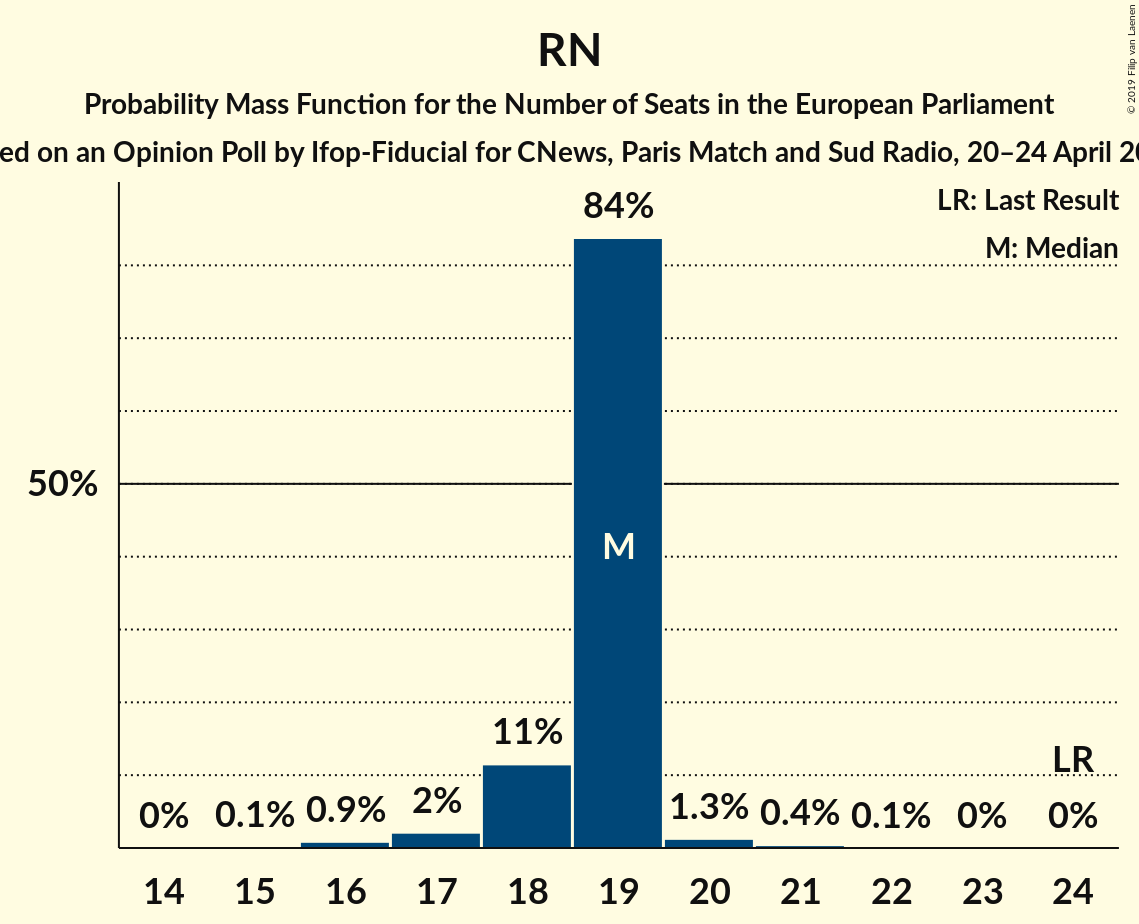 RN
Probability Mass Function for the Number of Seats in the European Parliament
ed on an Opinion Poll by Ifop-Fiducial for CNews, Paris Match and Sud Radio, 20–24 April 20
© 2019 Filip van Laenen
LR: Last Result
M: Median
84%
50%
M
11%
LR
0% 0.1% 0.9% 2% 1.3% 0.4% 0.1% 0% 0%
14 15 16 17 18 19 20 21 22 23 24